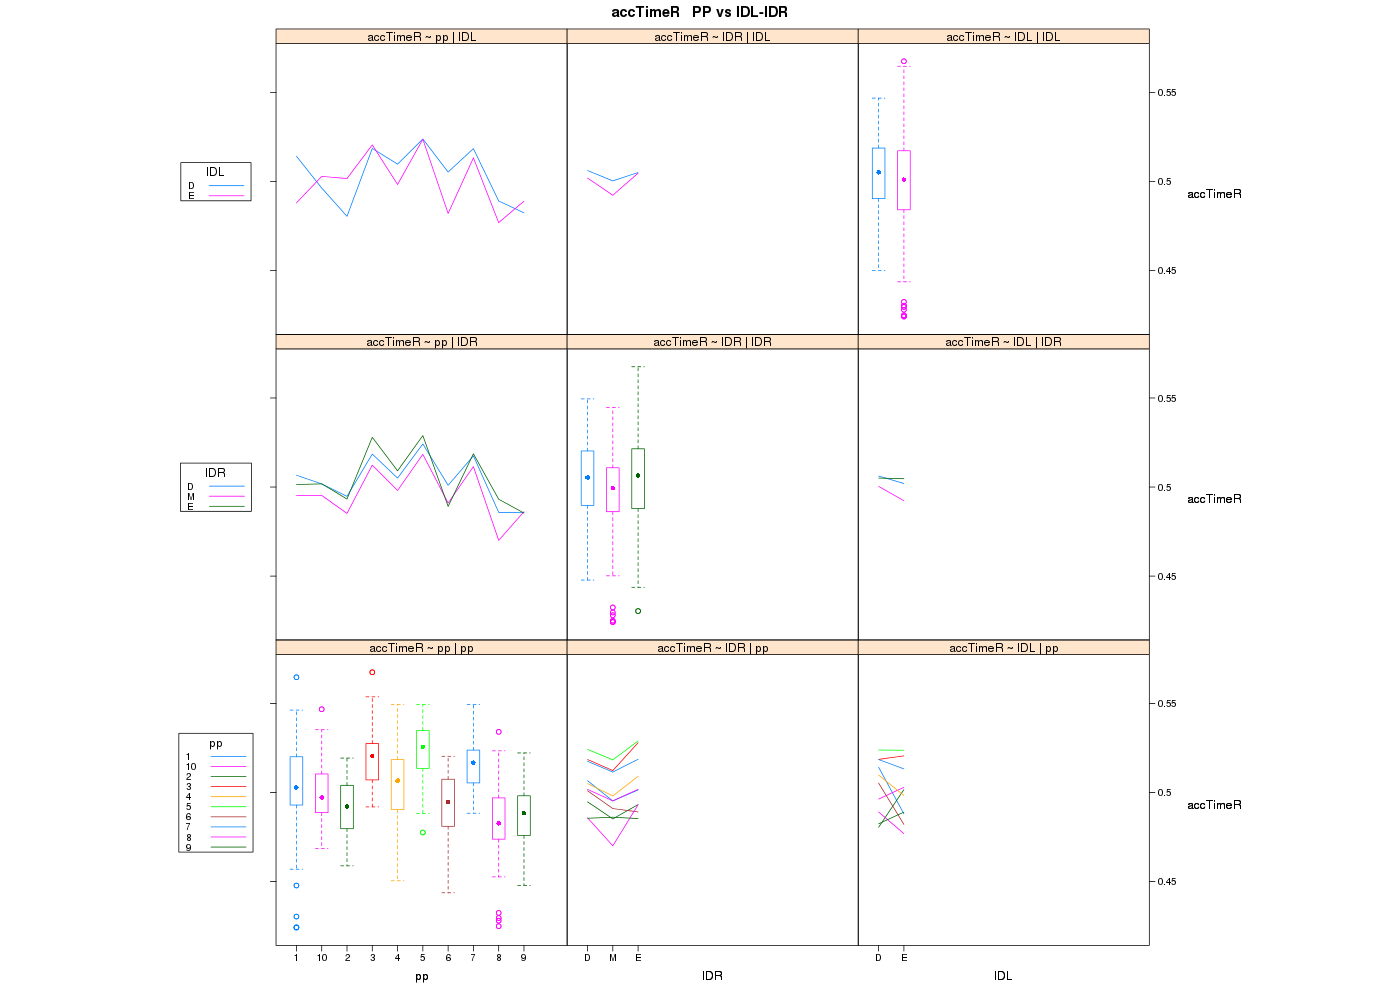 accTimeR   PP vs IDL-IDR
accTimeR ~ pp | IDL
accTimeR ~ IDR | IDL
accTimeR ~ IDL | IDL
IDL
D
E
0.55
0.5
0.45
accTimeR
accTimeR ~ pp | IDR
accTimeR ~ IDR | IDR
accTimeR ~ IDL | IDR
IDR
D
M
E
0.55
0.5
0.45
accTimeR
accTimeR ~ pp | pp
accTimeR ~ IDR | pp
accTimeR ~ IDL | pp
pp
1
10
2
3
4
5
6
7
8
9
0.55
0.5
0.45
accTimeR
1 10 2 3 4 5 6 7 8 9
D M E
D E
pp
IDR
IDL